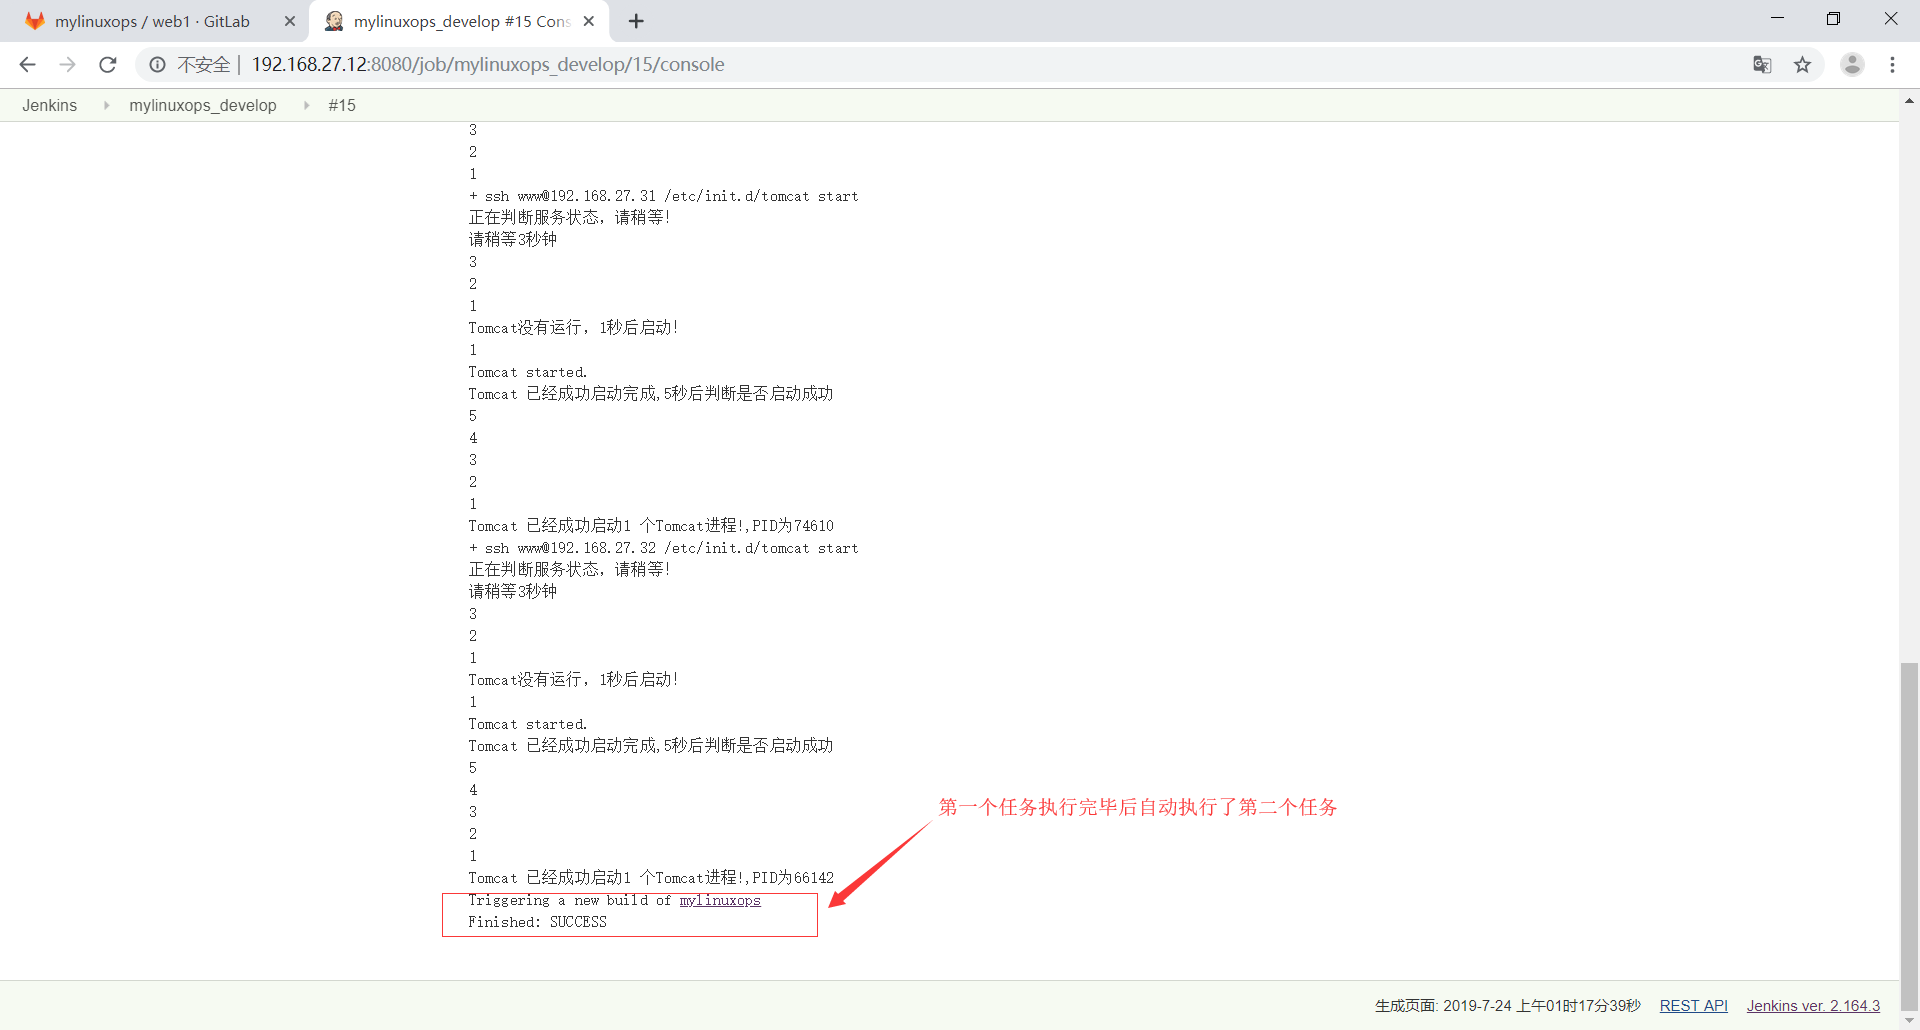 mylinuxops / web1 · GitLab
mylinuxops_develop #15 Cons
不安全 | 192.168.27.12:8080/job/mylinuxops_develop/15/console
Jenkins mylinuxops_develop #15
3
2
1
+ ssh www@192.168.27.31 /etc/init.d/tomcat start
正在判断服务状态，请稍等!
请稍等3秒钟
3
2
1
Tomcat没有运行，1秒后启动!
1
Tomcat started.
Tomcat 已经成功启动完成,5秒后判断是否启动成功
5
4
3
2
1
Tomcat 已经成功启动1 个Tomcat进程!,PID为74610
+ ssh www@192.168.27.32 /etc/init.d/tomcat start
正在判断服务状态，请稍等!
请稍等3秒钟
3
2
1
Tomcat没有运行，1秒后启动!
1
Tomcat started.
Tomcat 已经成功启动完成,5秒后判断是否启动成功
5
4
3
2
1
第一个任务执行完毕后自动执行了第二个任务
Tomcat 已经成功启动1 个Tomcat进程!,PID为66142
Triggering a new build of mylinuxops
Finished: SUCCESS
生成页面: 2019-7-24 上午01时17分39秒 REST API Jenkins ver. 2.164.3